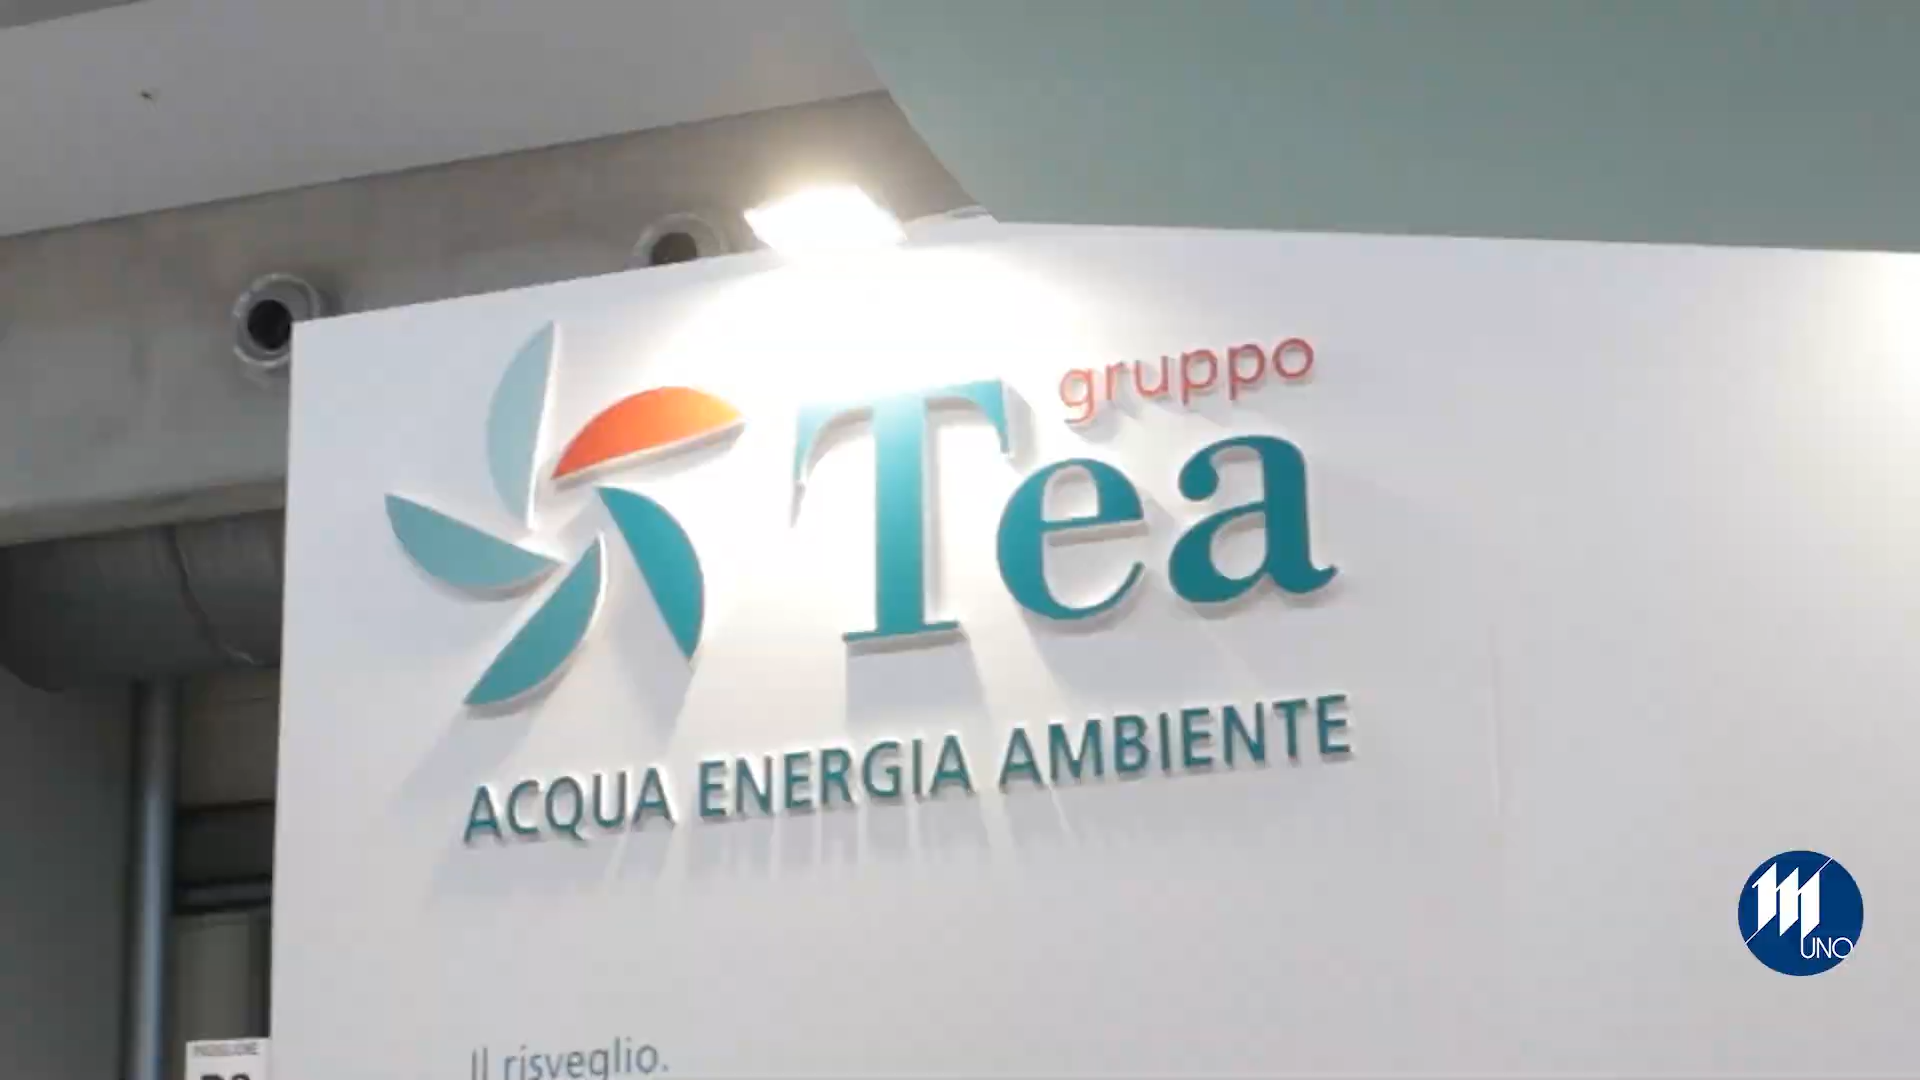 gruppo
Tea
ACQUA ENERGIA AMBIENTE
M
UNO
Il risveglio.